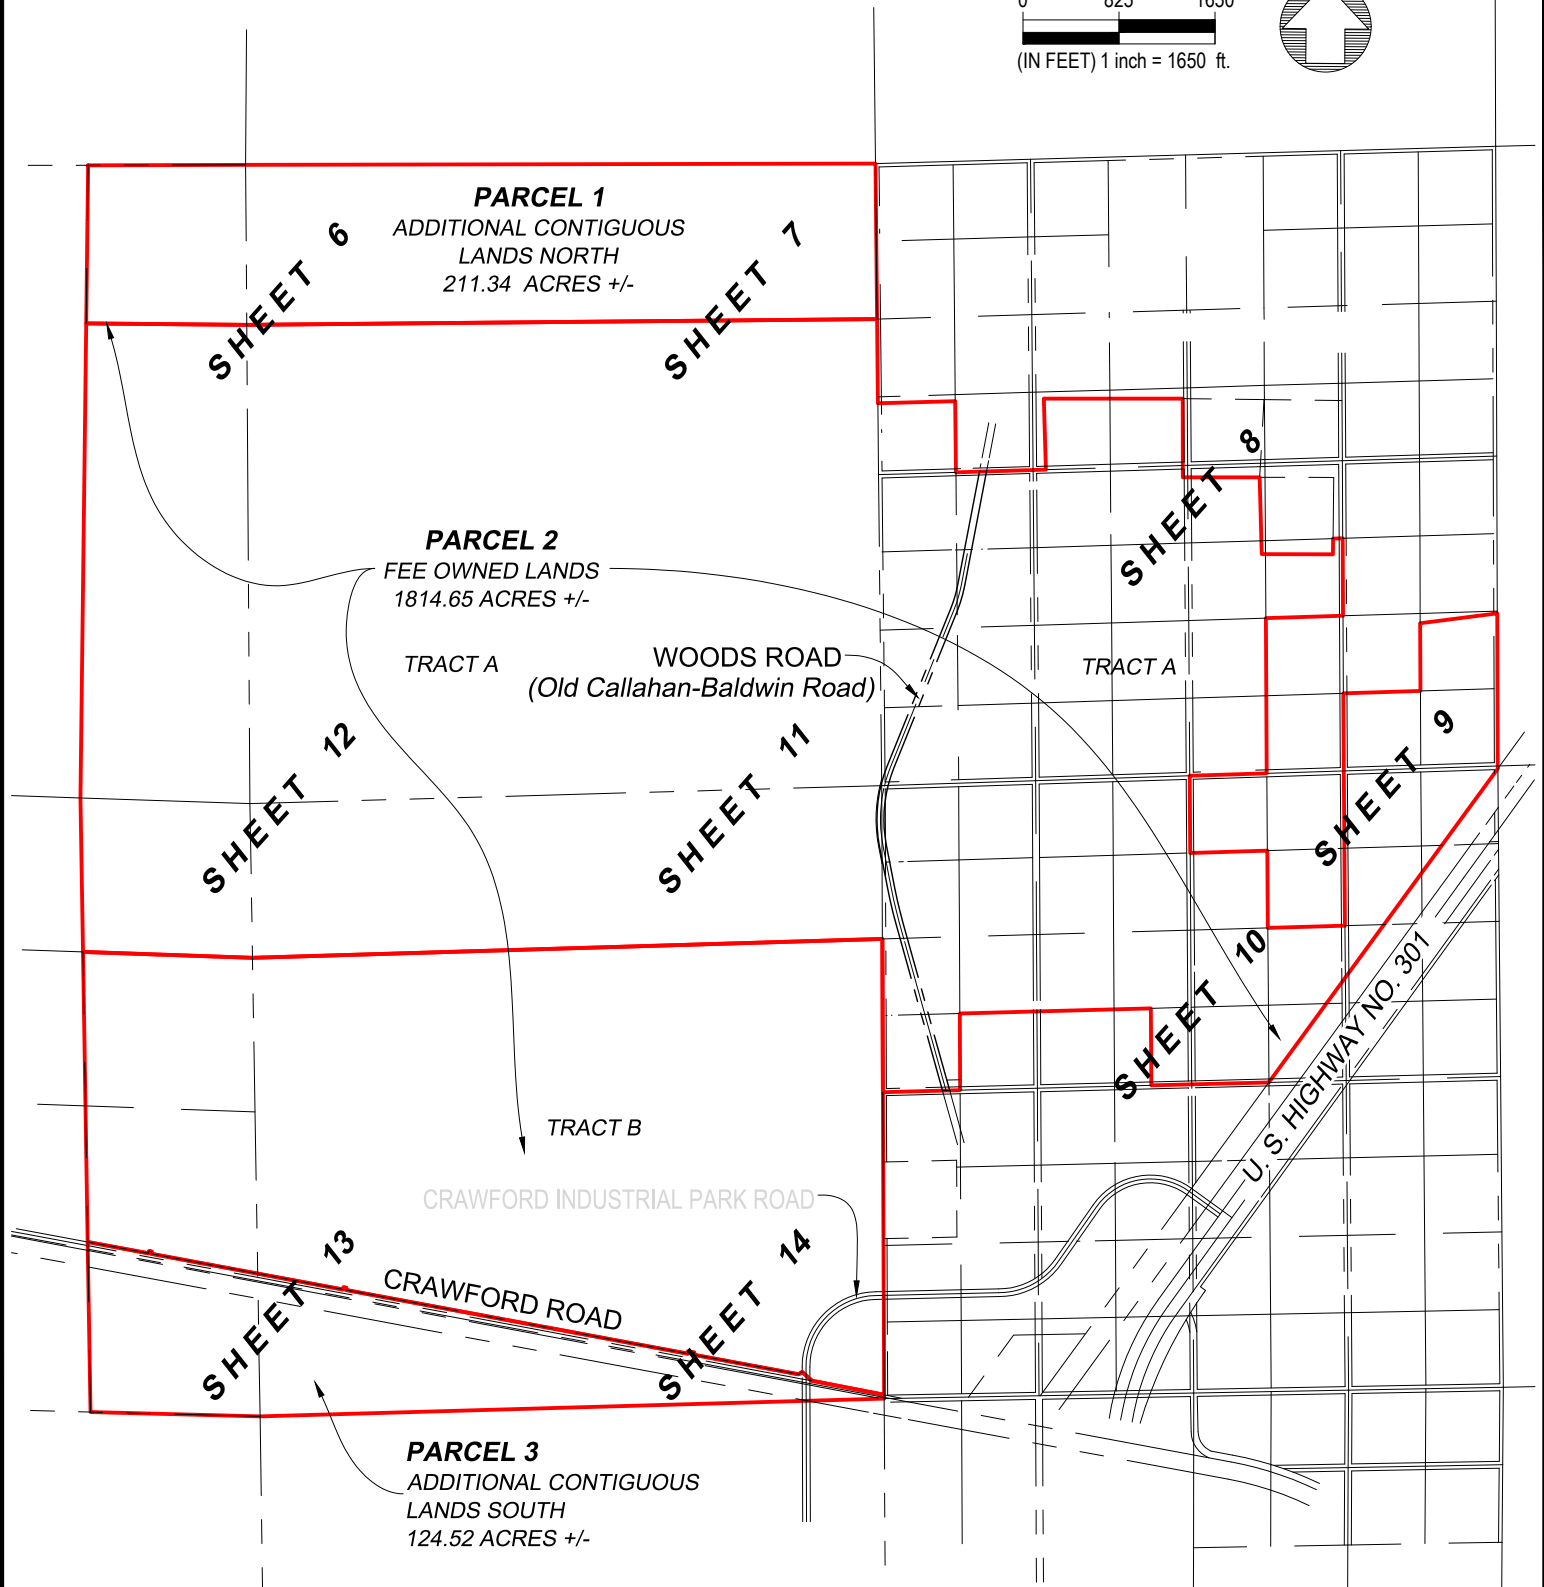 0 825 1650
(IN FEET) 1 inch = 1650 ft.
PARCEL 1
ADDITIONAL CONTIGUOUS
LANDS NORTH
211.34 ACRES +/-
SHEET 6
SHEET 7
SHEET 8
PARCEL 2
FEE OWNED LANDS
1814.65 ACRES +/-
TRACT A
WOODS ROAD
(Old Callahan-Baldwin Road)
TRACT A
SHEET 12
SHEET 11
SHEET 9
SHEET 10
U. S. HIGHWAY NO. 301
TRACT B
CRAWFORD INDUSTRIAL PARK ROAD
SHEET 13
CRAWFORD ROAD
SHEET 14
PARCEL 3
ADDITIONAL CONTIGUOUS
LANDS SOUTH
124.52 ACRES +/-